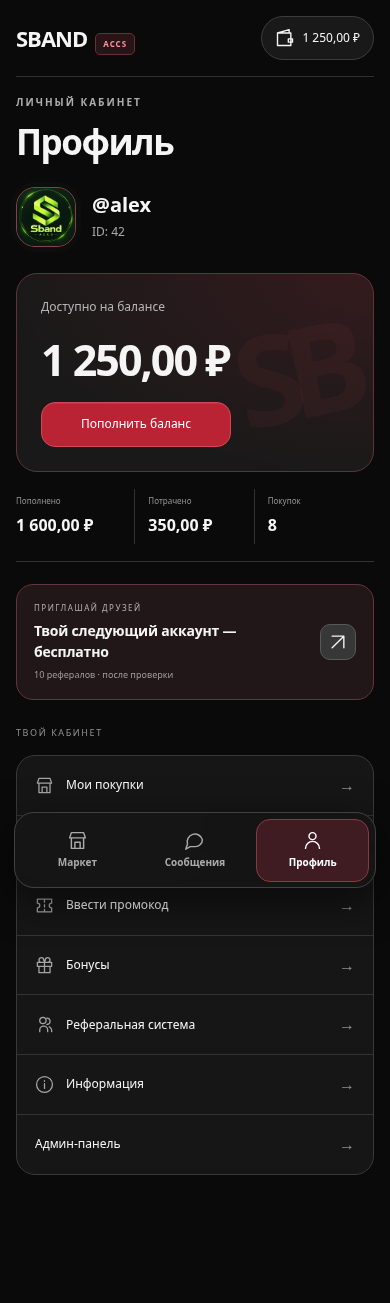 SBAND ACCS
1 250,00 ₽
ЛИЧНЫЙ КАБИНЕТ
Профиль
Sband
@alex
ID: 42
Доступно на балансе
1 250,00 ₽
SB
Пополнить баланс
Пополнено
1 600,00 ₽
Потрачено
350,00 ₽
Покупок
8
ПРИГЛАШАЙ ДРУЗЕЙ
Твой следующий аккаунт —
бесплатно
10 рефералов · после проверки
ТВОЙ КАБИНЕТ
Мои покупки →
Маркет
Сообщения
Профиль
Ввести промокод →
Бонусы →
Реферальная система →
Информация →
Админ-панель →